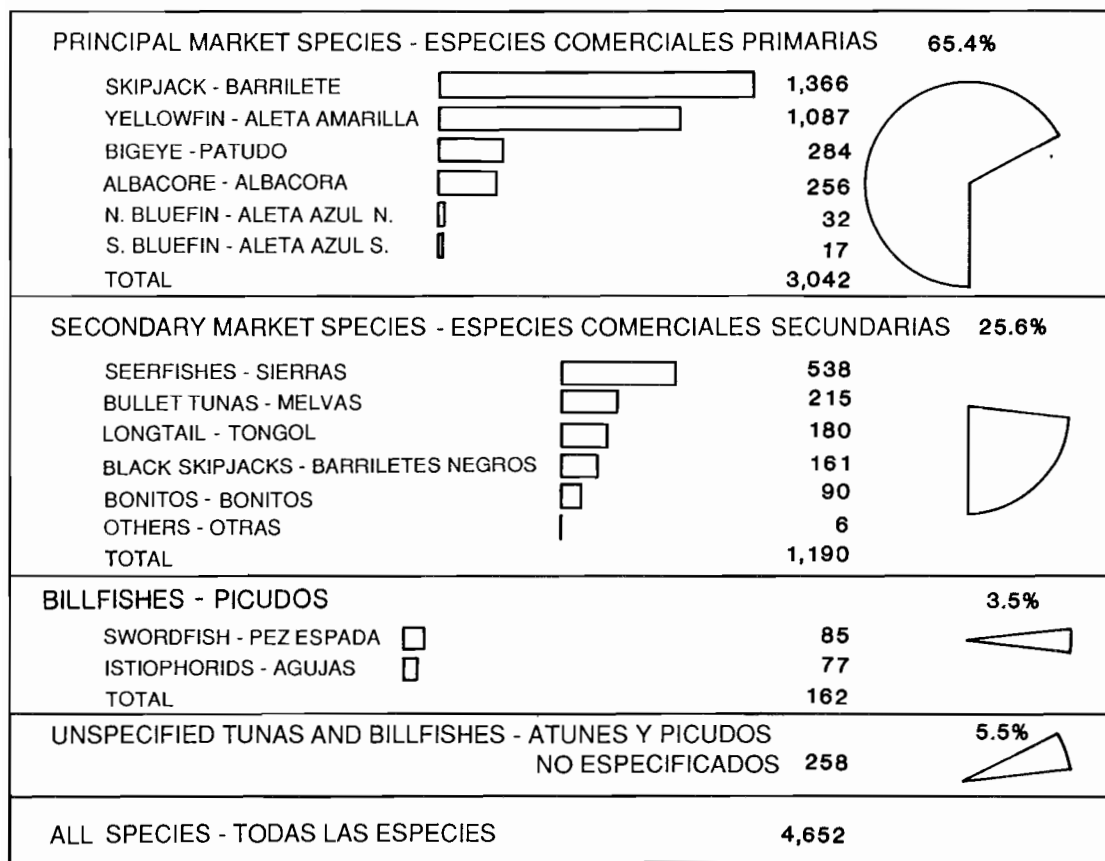 PRINCIPAL MARKET SPECIES - ESPECIES COMERCIALES PRIMARIAS 65.4%
SKIPJACK - BARRILETE 1,366
YELLOWFIN - ALETA AMARILLA 1,087
BIGEYE - PATUDO 284
ALBACORE - ALBACORA 256
N. BLUEFIN - ALETA AZUL N. 32
S. BLUEFIN - ALETA AZUL S. 17
TOTAL 3,042
SECONDARY MARKET SPECIES - ESPECIES COMERCIALES SECUNDARIAS 25.6%
SEERFISHES - SIERRAS 538
BULLET TUNAS - MELVAS 215
LONGTAIL - TONGOL 180
BLACK SKIPJACKS - BARRILETES NEGROS 161
BONITOS - BONITOS 90
OTHERS - OTRAS 6
TOTAL 1,190
BILLFISHES - PICUDOS 3.5%
SWORDFISH - PEZ ESPADA 85
ISTIOPHORIDS - AGUJAS 77
TOTAL 162
UNSPECIFIED TUNAS AND BILLFISHES - ATUNES Y PICUDOS 5.5%
NO ESPECIFICADOS 258
ALL SPECIES - TODAS LAS ESPECIES 4,652